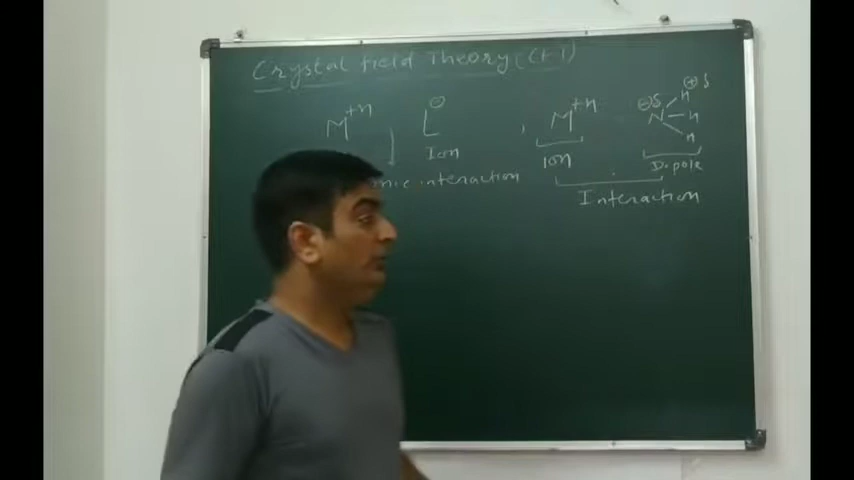 Crystal field Theory (CFT)
M+n L⊖ , M+n ⊖δ N H H H ⊕δ
Ion Ion Dipole
interaction Interaction